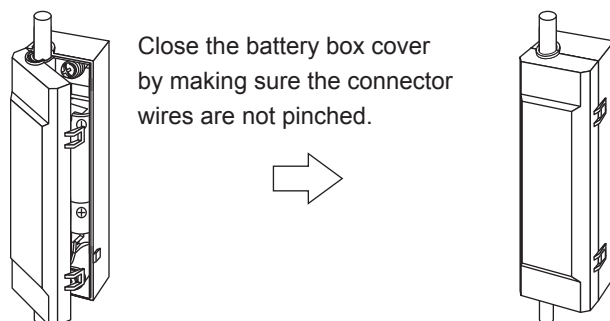 Close the battery box cover
by making sure the connector
wires are not pinched.